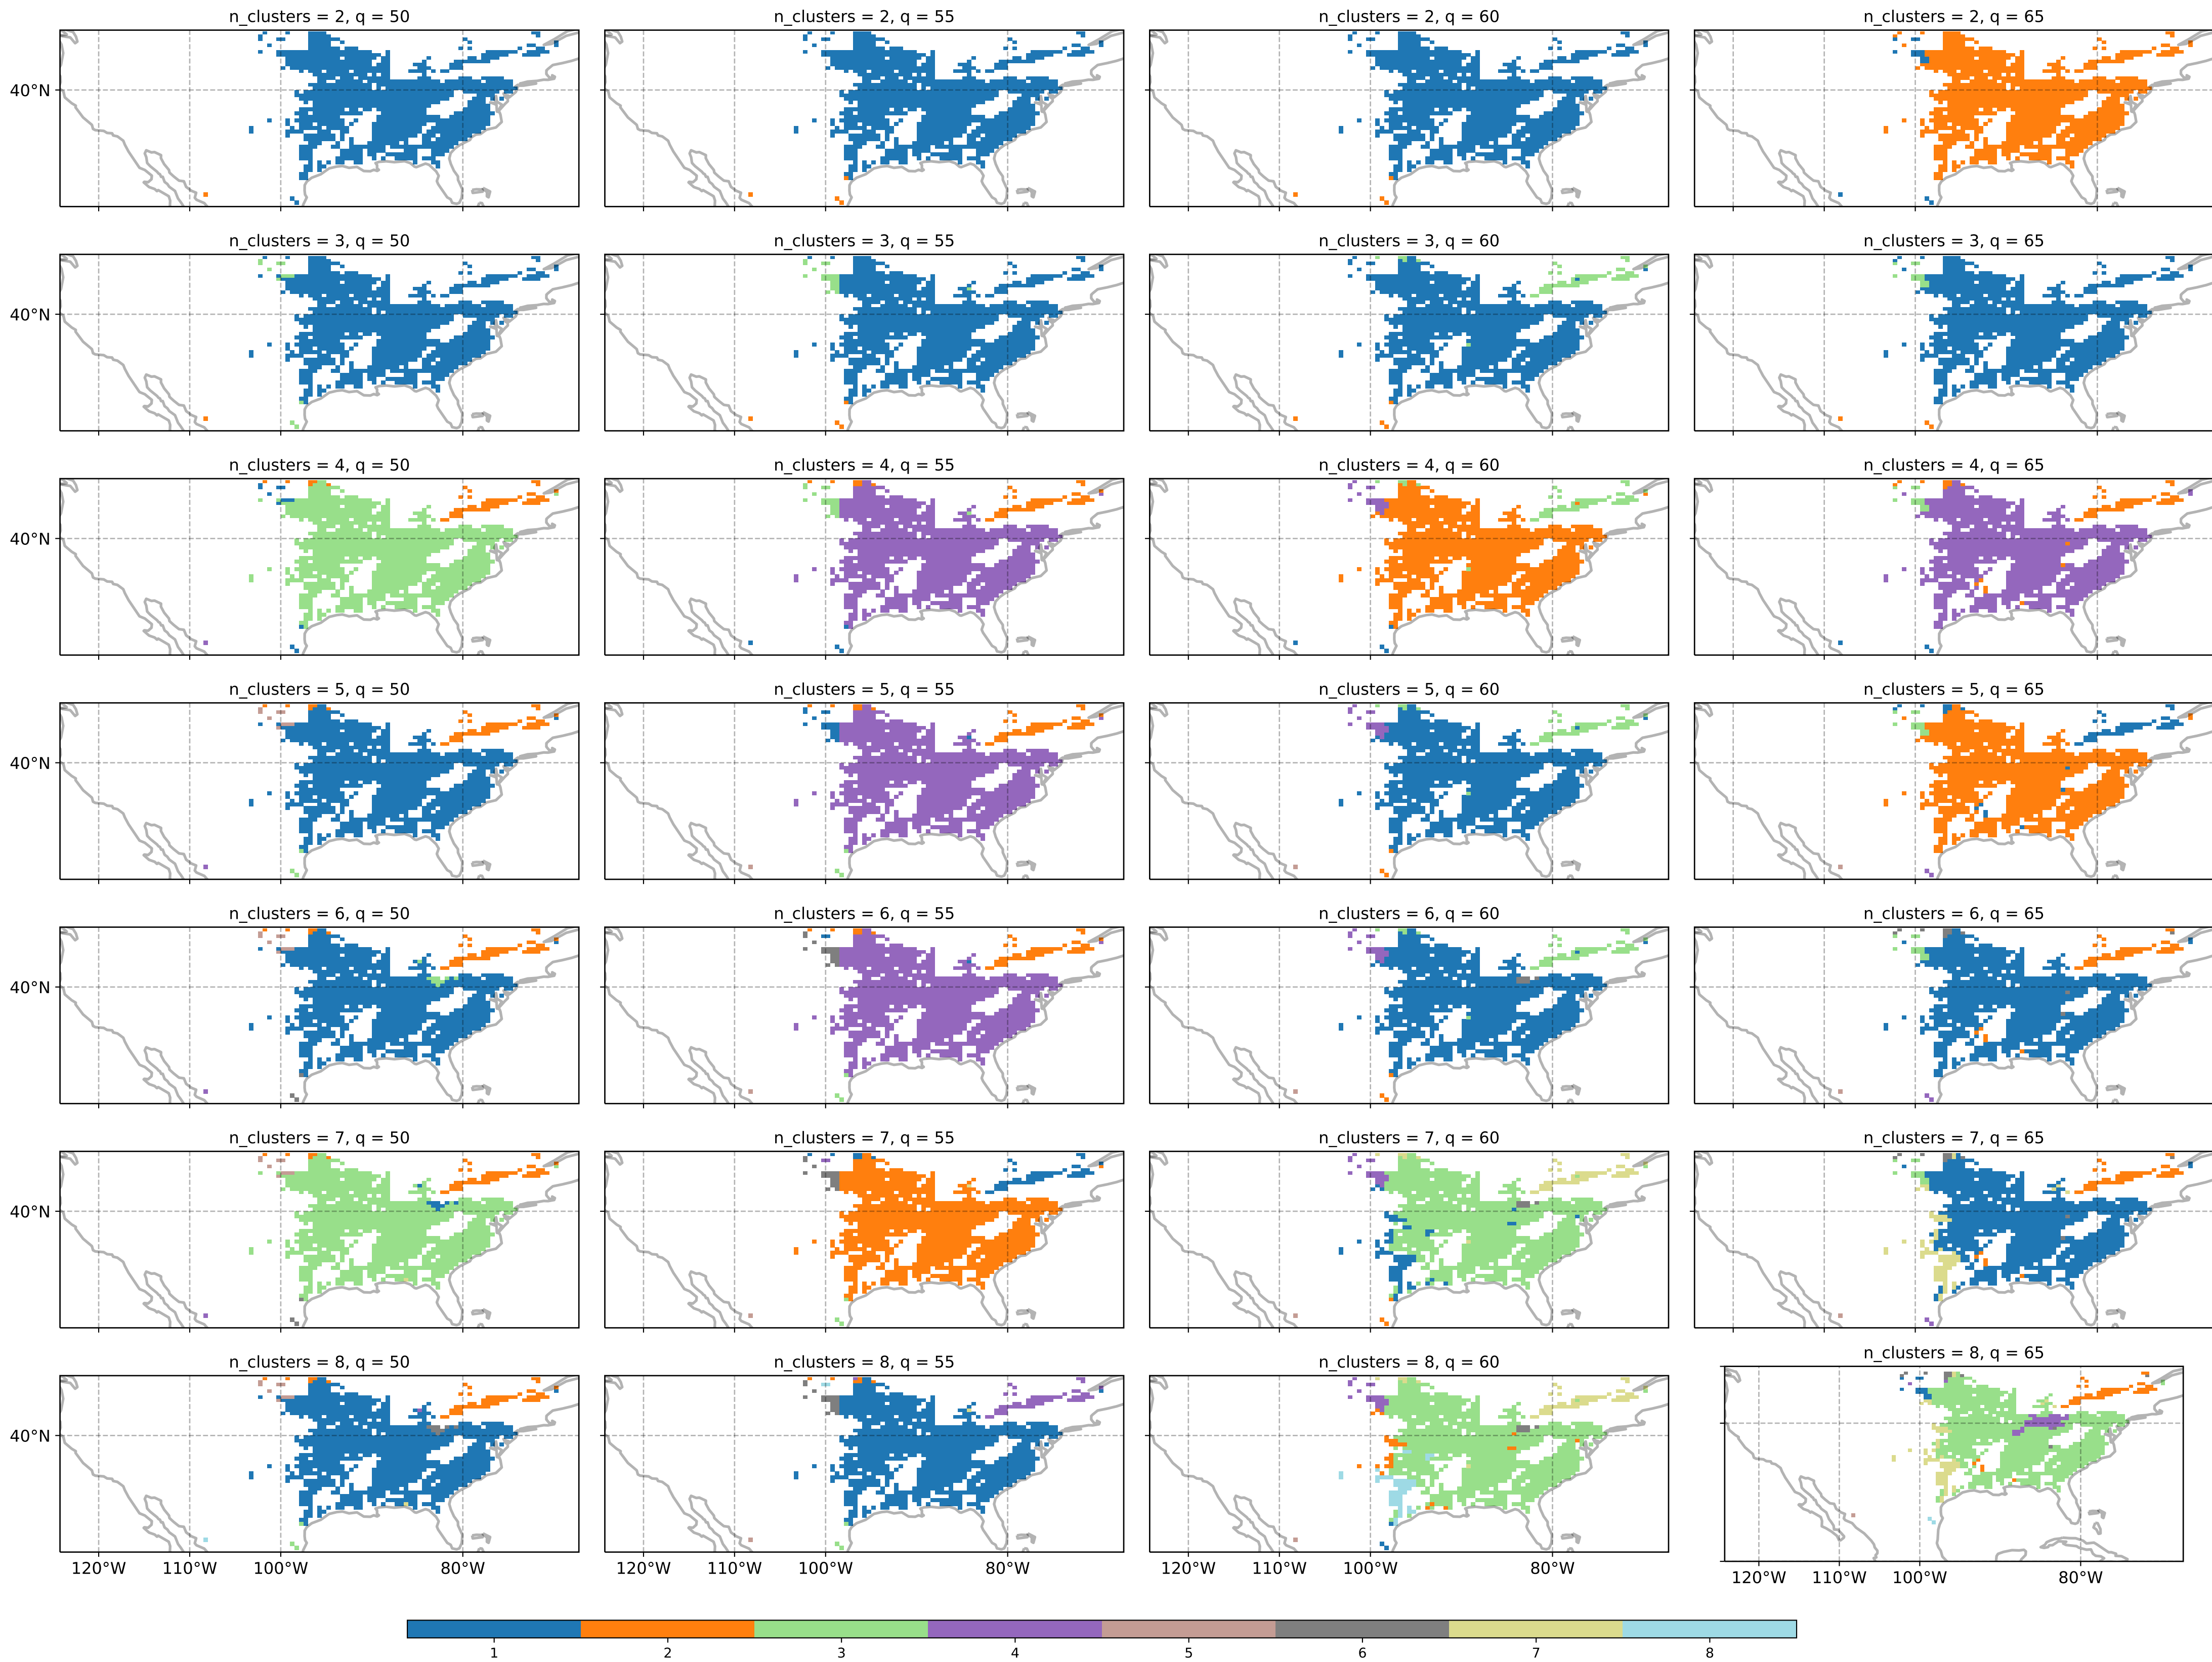 n_clusters = 2, q = 50
n_clusters = 2, q = 55
n_clusters = 2, q = 60
n_clusters = 2, q = 65
40°N
n_clusters = 3, q = 50
n_clusters = 3, q = 55
n_clusters = 3, q = 60
n_clusters = 3, q = 65
40°N
n_clusters = 4, q = 50
n_clusters = 4, q = 55
n_clusters = 4, q = 60
n_clusters = 4, q = 65
40°N
n_clusters = 5, q = 50
n_clusters = 5, q = 55
n_clusters = 5, q = 60
n_clusters = 5, q = 65
40°N
n_clusters = 6, q = 50
n_clusters = 6, q = 55
n_clusters = 6, q = 60
n_clusters = 6, q = 65
40°N
n_clusters = 7, q = 50
n_clusters = 7, q = 55
n_clusters = 7, q = 60
n_clusters = 7, q = 65
40°N
n_clusters = 8, q = 50
n_clusters = 8, q = 55
n_clusters = 8, q = 60
n_clusters = 8, q = 65
40°N
120°W 110°W 100°W 80°W
120°W 110°W 100°W 80°W
120°W 110°W 100°W 80°W
120°W 110°W 100°W 80°W
1 2 3 4 5 6 7 8